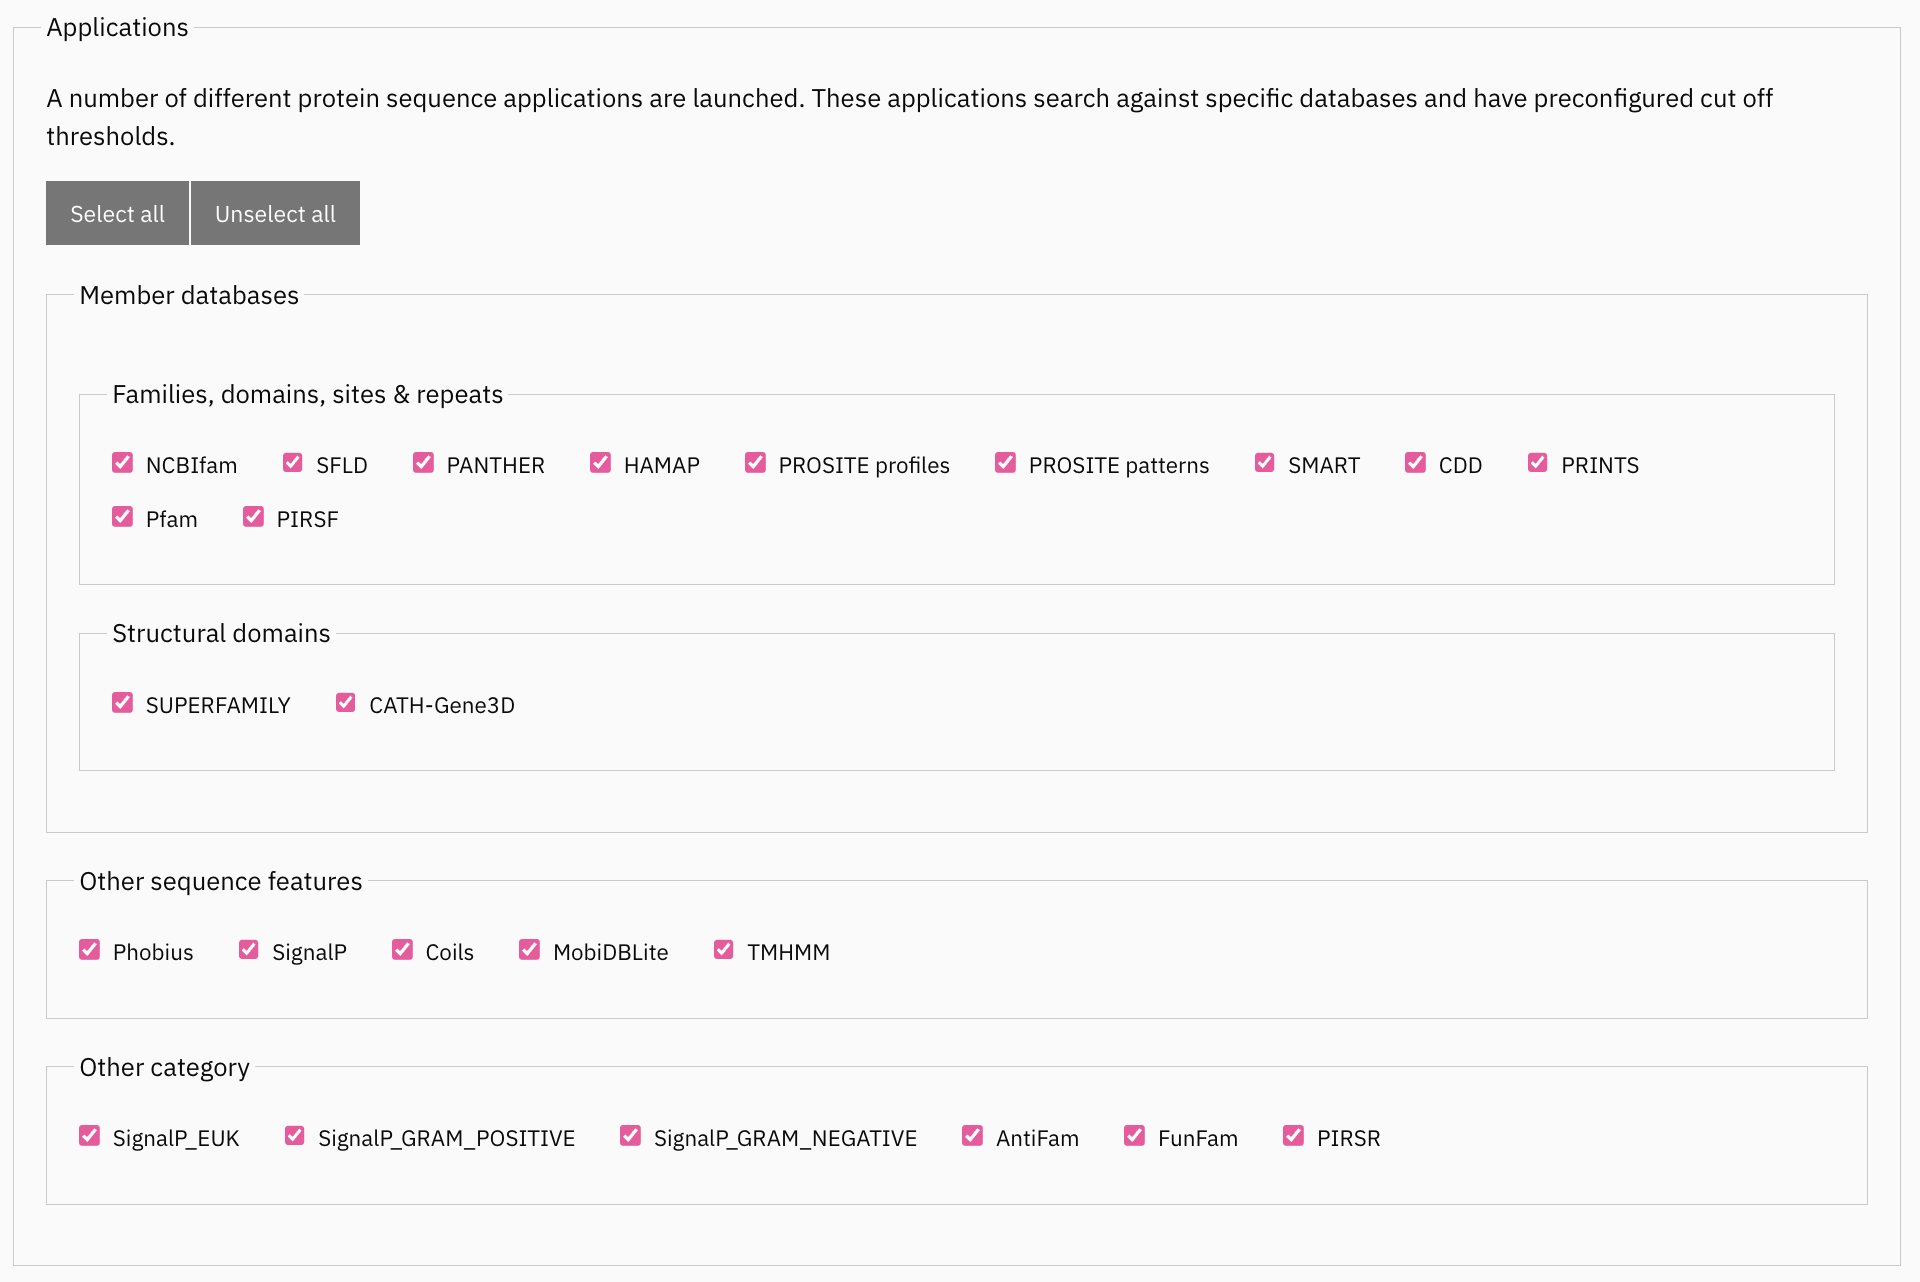 Applications
A number of different protein sequence applications are launched. These applications search against specific databases and have preconfigured cut off
thresholds.
Select all Unselect all
Member databases
Families, domains, sites & repeats
NCBIfam SFLD PANTHER HAMAP PROSITE profiles PROSITE patterns SMART CDD PRINTS
Pfam PIRSF
Structural domains
SUPERFAMILY CATH-Gene3D
Other sequence features
Phobius SignalP Coils MobiDBLite TMHMM
Other category
SignalP_EUK SignalP_GRAM_POSITIVE SignalP_GRAM_NEGATIVE AntiFam FunFam PIRSR